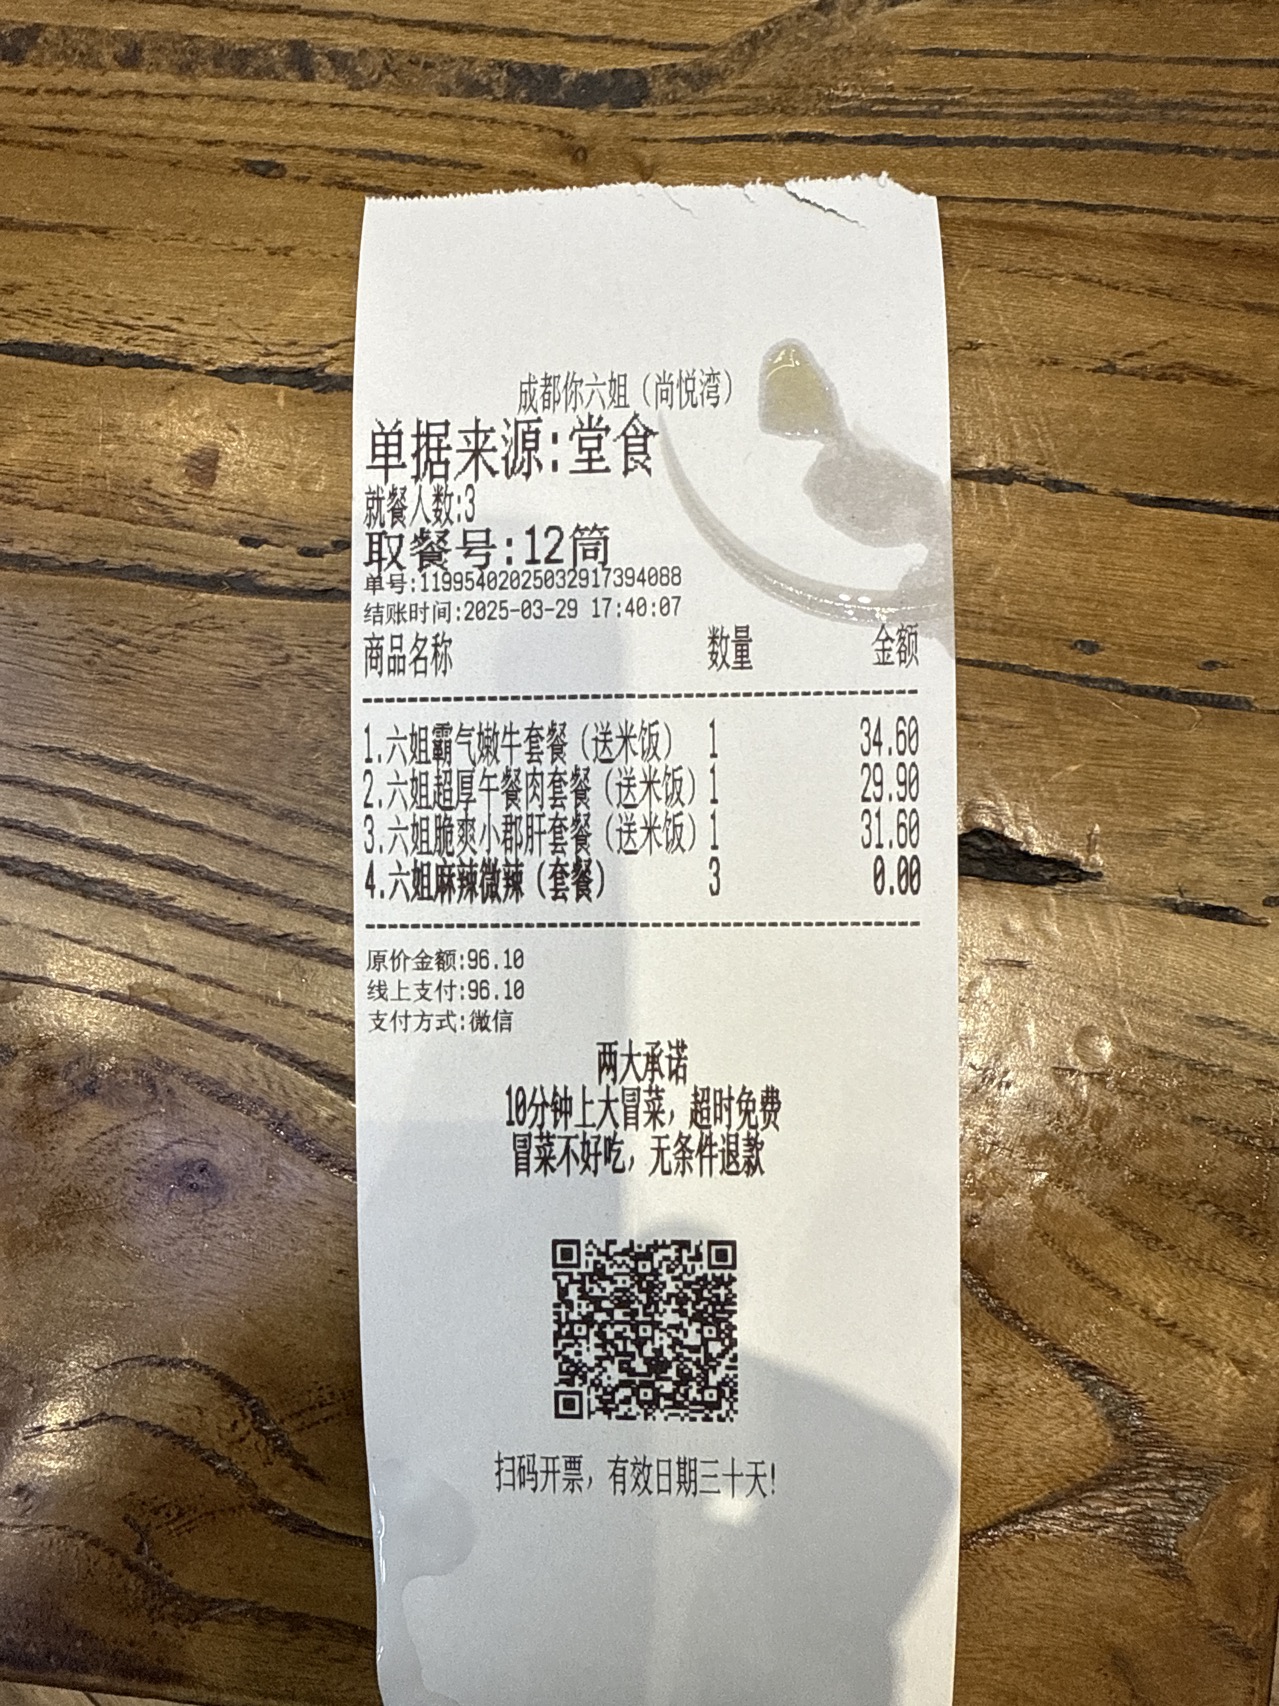 成都你六姐（尚悦湾）
单据来源:堂食
就餐人数:3
取餐号:12筒
单号:11995402025032917394088
结账时间:2025-03-29 17:40:07
商品名称 数量 金额
1.六姐霸气嫩牛套餐（送米饭） 1 34.60
2.六姐超厚午餐肉套餐（送米饭）1 29.90
3.六姐脆爽小郡肝套餐（送米饭）1 31.60
4.六姐麻辣微辣（套餐） 3 0.00
原价金额:96.10
线上支付:96.10
支付方式:微信
两大承诺
10分钟上大冒菜，超时免费
冒菜不好吃，无条件退款
扫码开票，有效日期三十天!